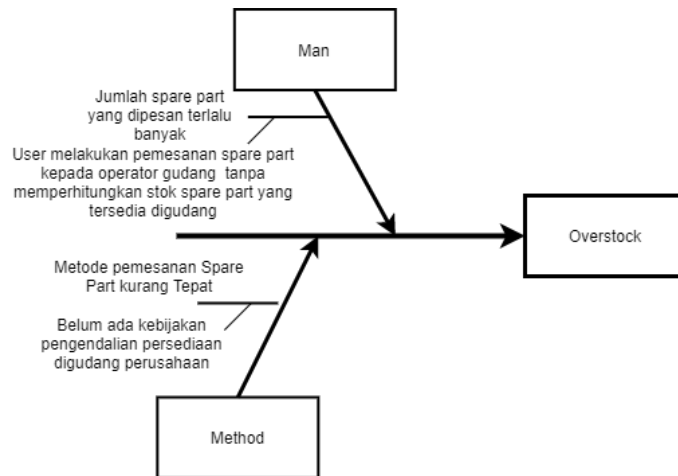 Man
Jumlah spare part
yang dipesan terlalu
banyak
User melakukan pemesanan spare part
kepada operator gudang tanpa
memperhitungkan stok spare part yang
tersedia digudang
Overstock
Metode pemesanan Spare
Part kurang Tepat
Belum ada kebijakan
pengendalian persediaan
digudang perusahaan
Method